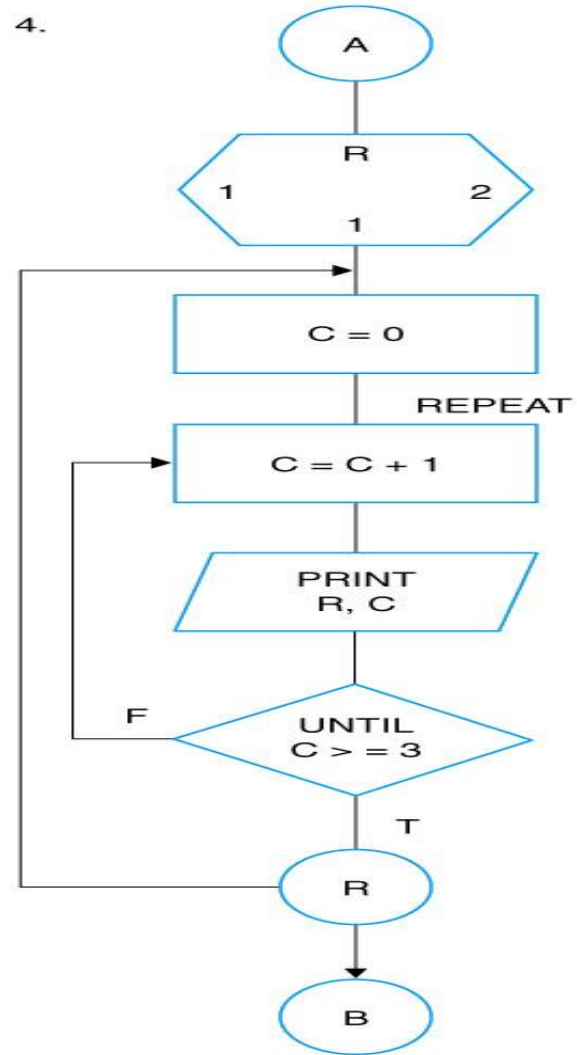 4.
A
R
1 2
1
C = 0
REPEAT
C = C + 1
PRINT
R, C
F
UNTIL
C > = 3
T
R
B